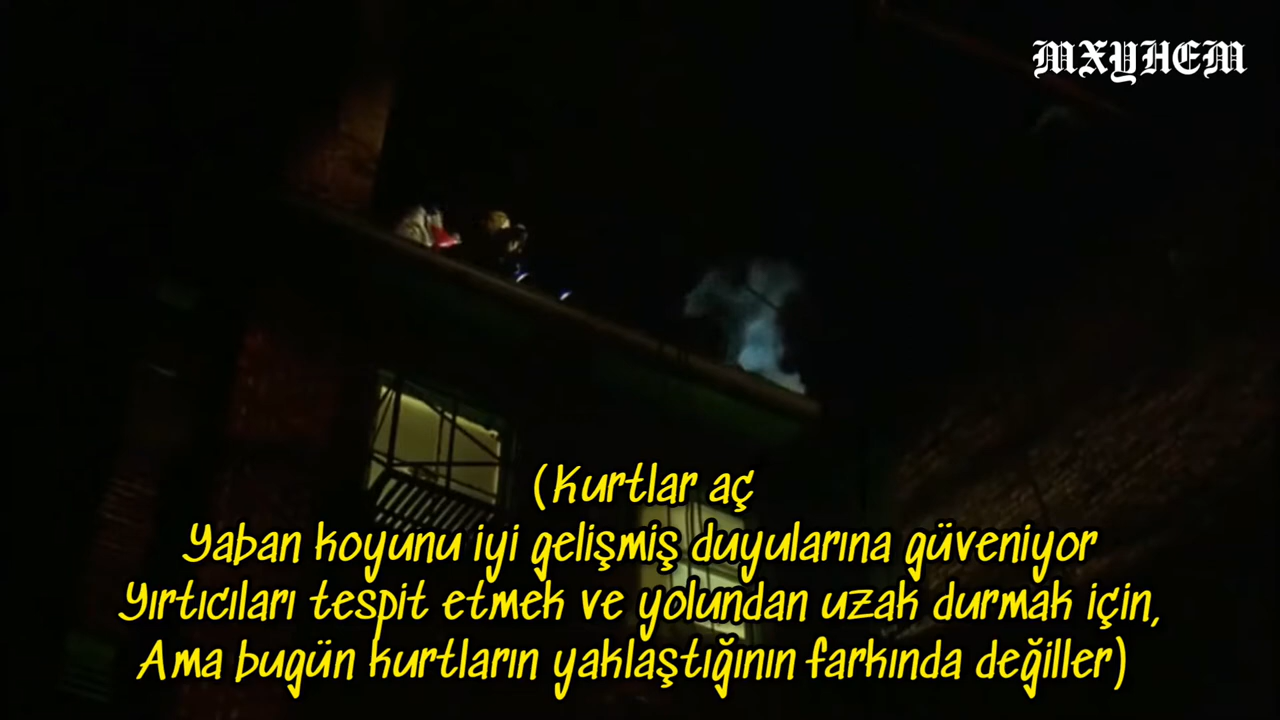 MXYHEM
(Kurtlar aç
Yaban koyunu iyi gelişmiş duyularına güveniyor
Yırtıcıları tespit etmek ve yolundan uzak durmak için,
Ama bugün kurtların yaklaştığının farkında değiller)